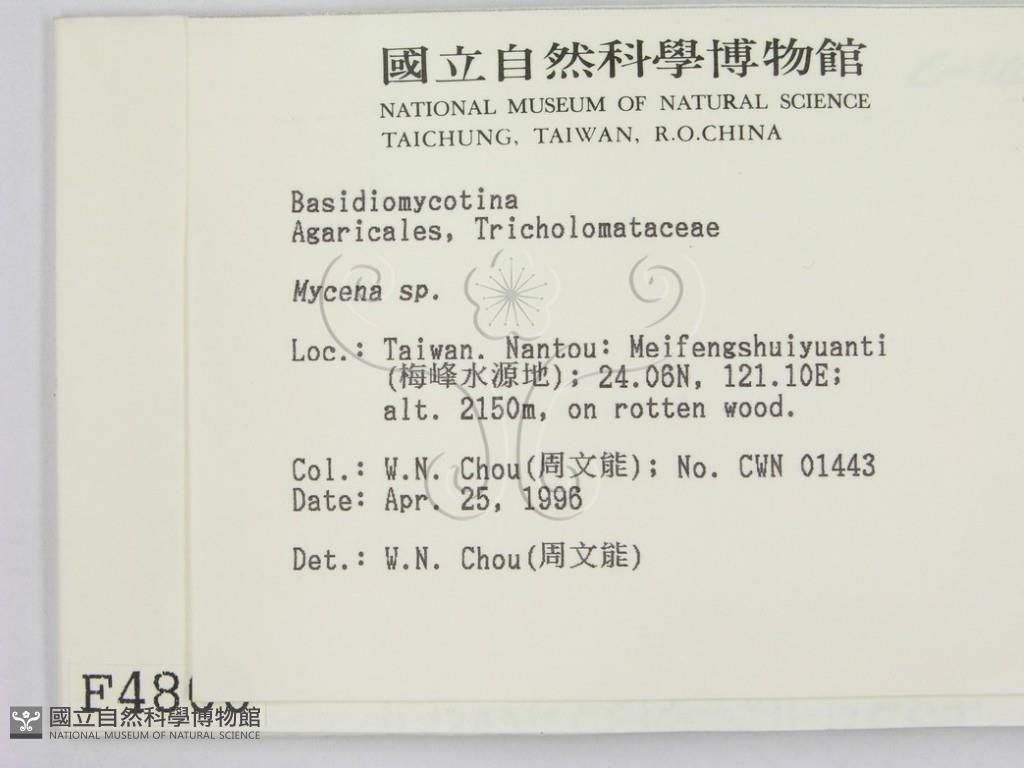 國立自然科學博物館
NATIONAL MUSEUM OF NATURAL SCIENCE
TAICHUNG, TAIWAN, R.O.CHINA
Basidiomycotina
Agaricales, Tricholomataceae
Mycena sp.
Loc.: Taiwan. Nantou: Meifengshuiyuanti
(梅峰水源地); 24.06N, 121.10E;
alt. 2150m, on rotten wood.
Col.: W.N. Chou(周文能); No. CWN 01443
Date: Apr. 25, 1996
Det.: W.N. Chou(周文能)
國立自然科學博物館
NATIONAL MUSEUM OF NATURAL SCIENCE